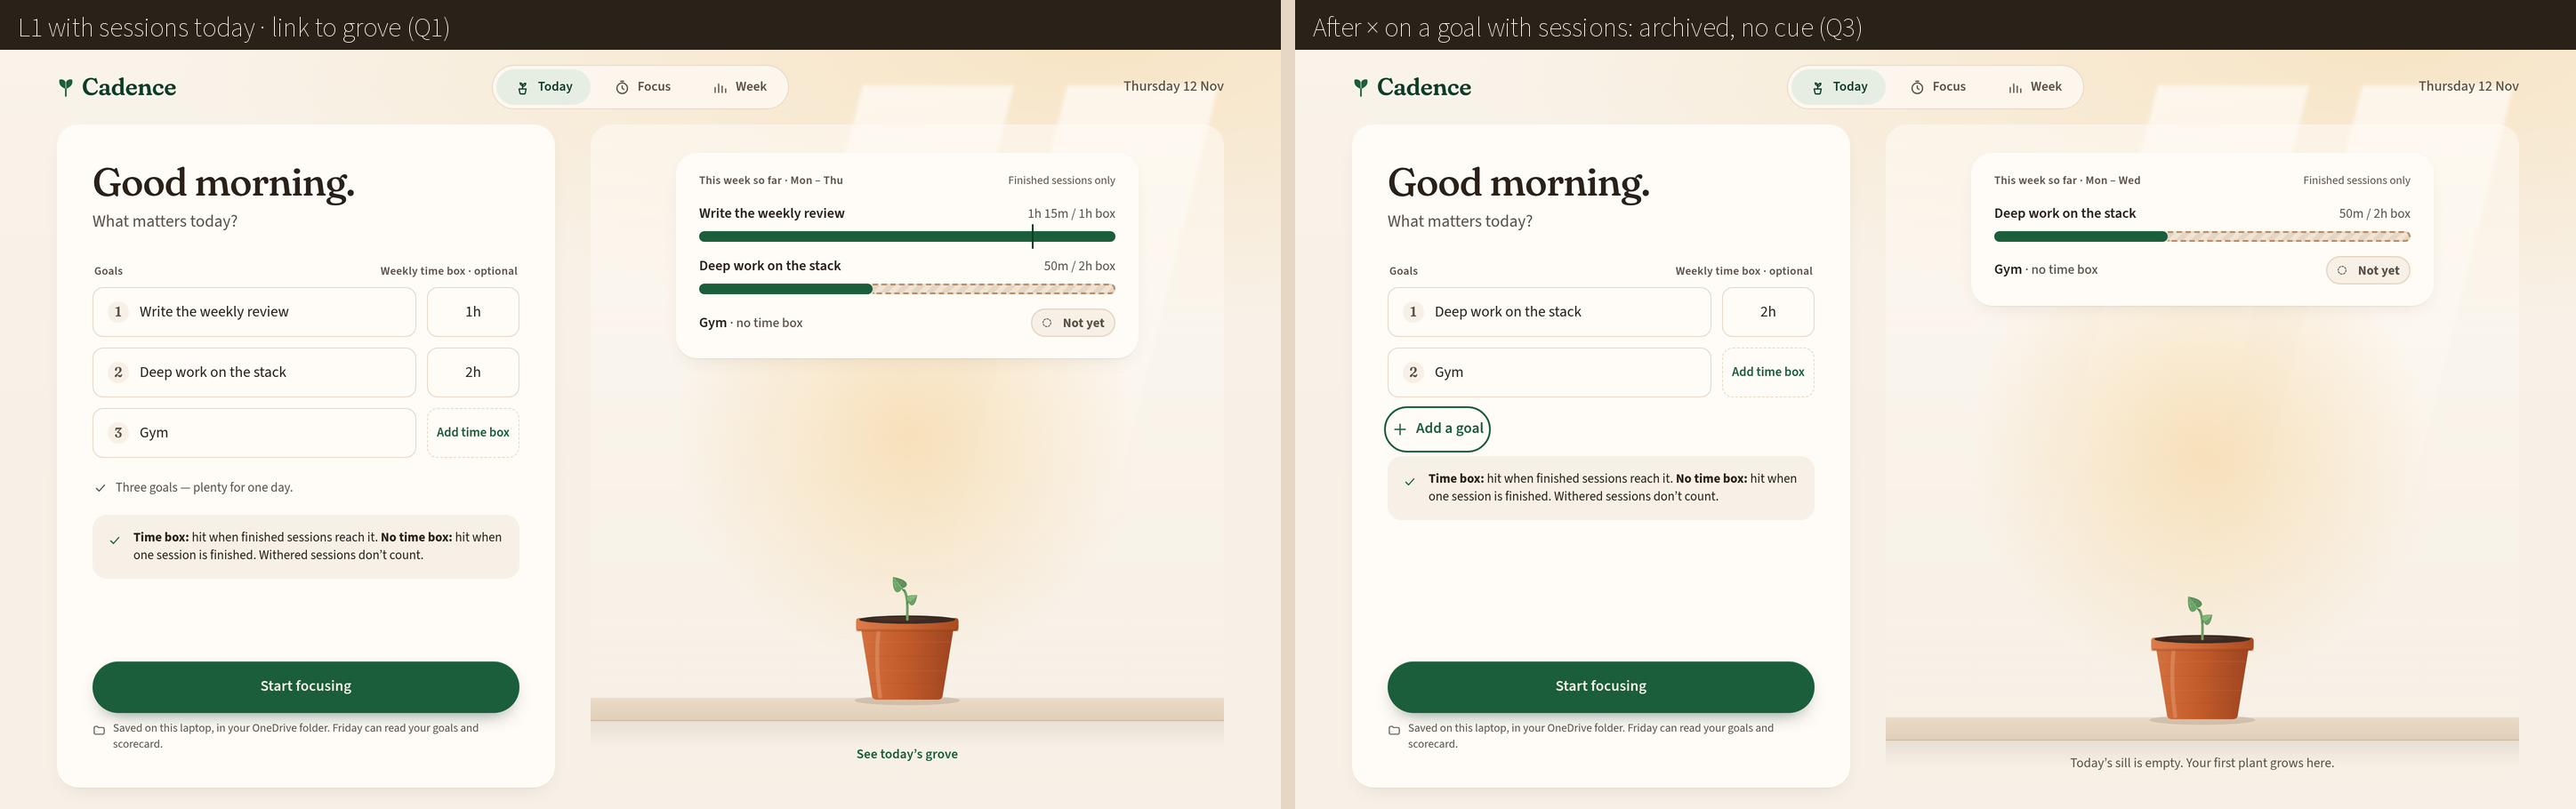 L1 with sessions today · link to grove (Q1)
Cadence
Today
Focus
Week
Thursday 12 Nov
Good morning.
What matters today?
Goals
Weekly time box · optional
1 Write the weekly review
1h
2 Deep work on the stack
2h
3 Gym
Add time box
Three goals — plenty for one day.
Time box: hit when finished sessions reach it. No time box: hit when
one session is finished. Withered sessions don’t count.
Start focusing
Saved on this laptop, in your OneDrive folder. Friday can read your goals and
scorecard.
This week so far · Mon – Thu
Finished sessions only
Write the weekly review
1h 15m / 1h box
Deep work on the stack
50m / 2h box
Gym · no time box
Not yet
See today’s grove
After × on a goal with sessions: archived, no cue (Q3)
Cadence
Today
Focus
Week
Thursday 12 Nov
Good morning.
What matters today?
Goals
Weekly time box · optional
1 Deep work on the stack
2h
2 Gym
Add time box
+ Add a goal
Time box: hit when finished sessions reach it. No time box: hit when
one session is finished. Withered sessions don’t count.
Start focusing
Saved on this laptop, in your OneDrive folder. Friday can read your goals and
scorecard.
This week so far · Mon – Wed
Finished sessions only
Deep work on the stack
50m / 2h box
Gym · no time box
Not yet
Today’s sill is empty. Your first plant grows here.